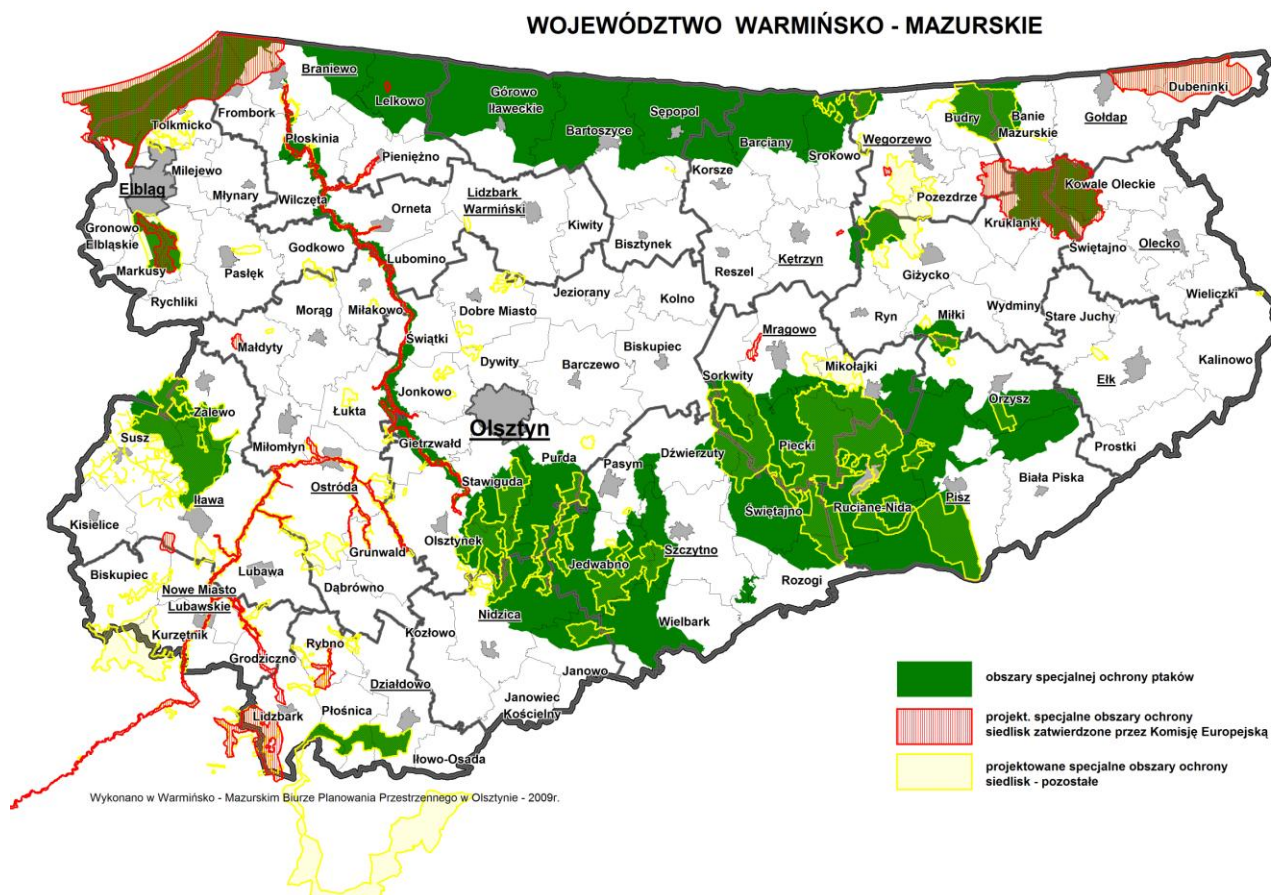 WOJEWÓDZTWO WARMIŃSKO - MAZURSKIE
Braniewo
Lelkowo
Górowo
Iławeckie
Sępopol
Bartoszyce
Barciany
Srokowo
Węgorzewo
Budry
Banie
Mazurskie
Gołdap
Dubeninki
Frombork
Tolkmicko
Płoskinia
Pieniężno
Milejewo
Elbląg
Młynary
Wilczęta
Orneta
Lidzbark
Warmiński
Kiwity
Bisztynek
Korsze
Reszel
Kętrzyn
Pozezdrze
Kruklanki
Kowale Oleckie
Świętajno
Olecko
Gronowo
Elbląskie
Markusy
Pasłęk
Godkowo
Lubomino
Rychliki
Morąg
Miłakowo
Dobre Miasto
Jeziorany
Kolno
Giżycko
Wydminy
Wieliczki
Stare Juchy
Ryn
Miłki
Małdyty
Świątki
Dywity
Barczewo
Biskupiec
Mrągowo
Mikołajki
Sorkwity
Ełk
Kalinowo
Zalewo
Susz
Łukta
Jonkowo
Olsztyn
Orzysz
Prostki
Miłomłyn
Gietrzwałd
Stawiguda
Purda
Pasym
Dźwierzuty
Piecki
Biała Piska
Iława
Ostróda
Kisielice
Olsztynek
Świętajno
Ruciane-Nida
Pisz
Grunwald
Szczytno
Jedwabno
Rozogi
Biskupiec
Lubawa
Dąbrówno
Nowe Miasto
Lubawskie
Nidzica
Wielbark
Kurzętnik
Rybno
Kozłowo
Grodziczno
Działdowo
Janowo
Janowiec
Kościelny
Lidzbark
Płośnica
Iłowo-Osada
obszary specjalnej ochrony ptaków
projekt. specjalne obszary ochrony
siedlisk zatwierdzone przez Komisję Europejską
projektowane specjalne obszary ochrony
siedlisk - pozostałe
Wykonano w Warmińsko - Mazurskim Biurze Planowania Przestrzennego w Olsztynie - 2009r.